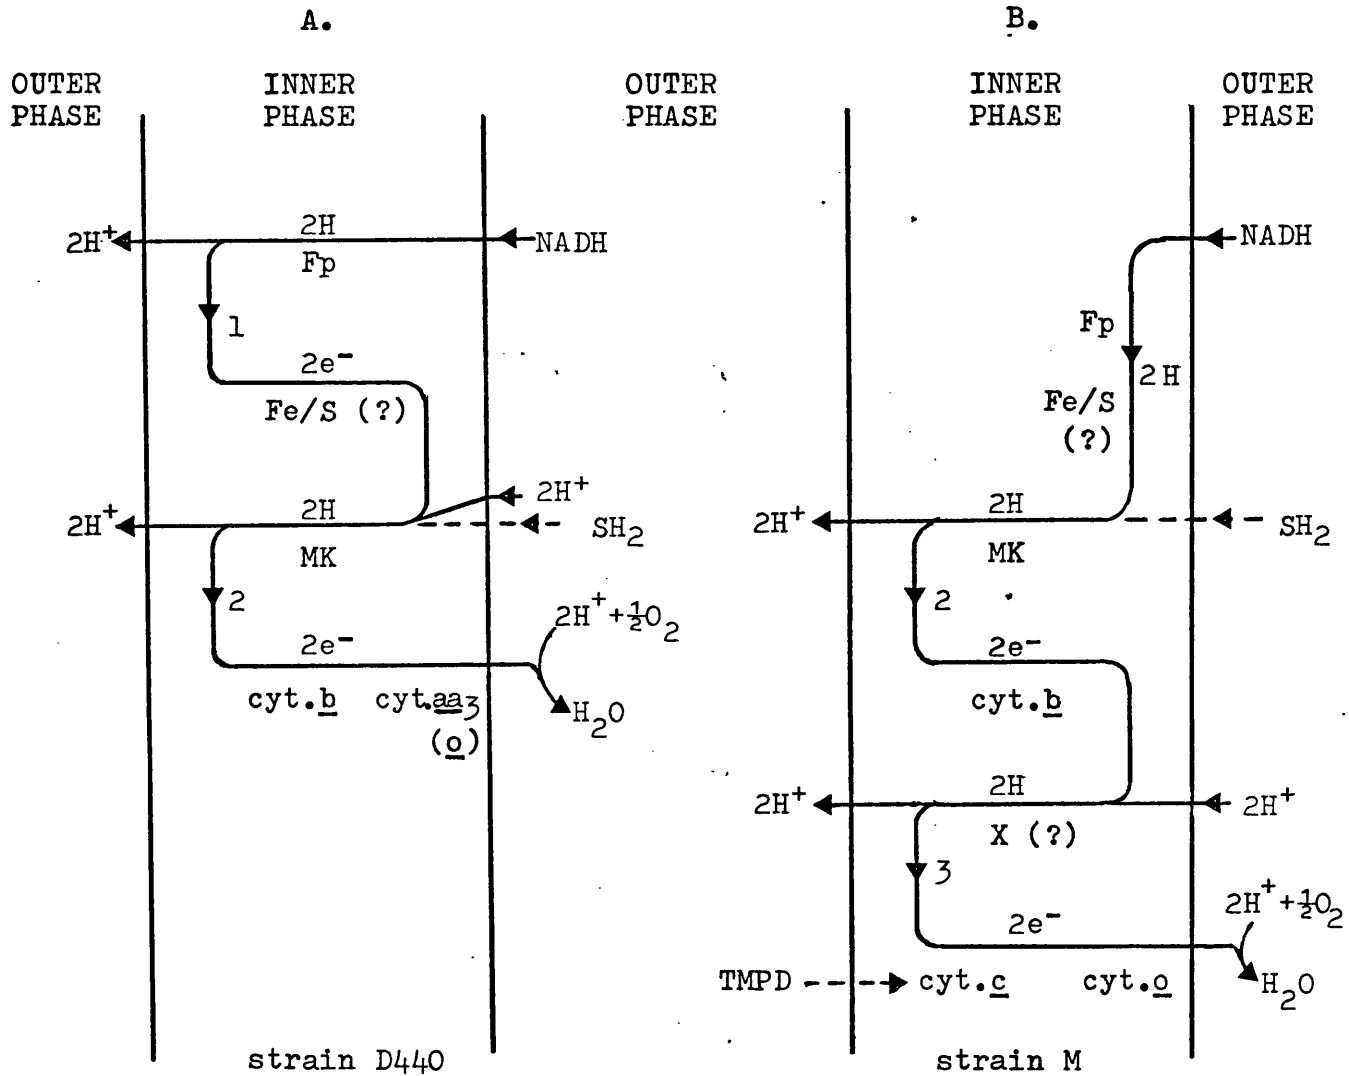 A.
OUTER PHASE
INNER PHASE
OUTER PHASE
2H⁺
2H
Fp
NADH
1
2e⁻
Fe/S (?)
2H⁺
2H⁺
2H
MK
SH₂
2
2H⁺+½O₂
2e⁻
cyt.b
cyt.aa₃
(o)
H₂O
strain D440
B.
INNER PHASE
OUTER PHASE
NADH
Fp
2H
Fe/S
(?)
2H⁺
2H
MK
SH₂
2
2e⁻
cyt.b
2H⁺
2H
X (?)
2H⁺
3
2H⁺+½O₂
2e⁻
TMPD
cyt.c
cyt.o
H₂O
strain M